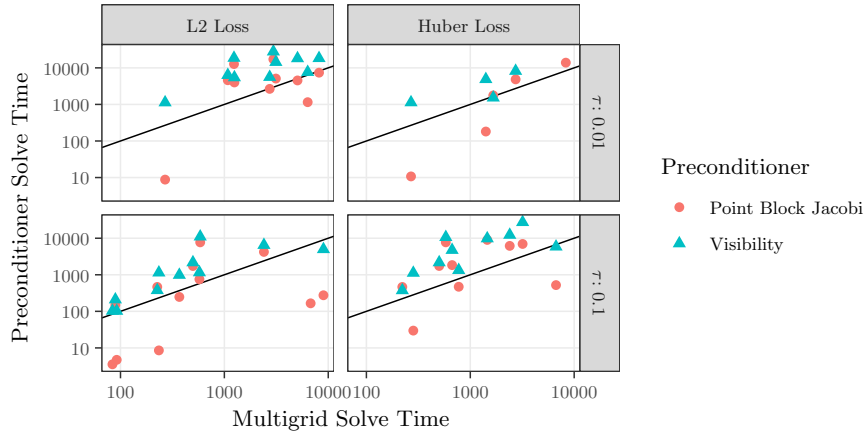 L2 Loss
Huber Loss
10000
1000
100
10
τ: 0.01
10000
1000
100
10
τ: 0.1
100
1000
10000
100
1000
10000
Multigrid Solve Time
Preconditioner Solve Time
Preconditioner
Point Block Jacobi
Visibility